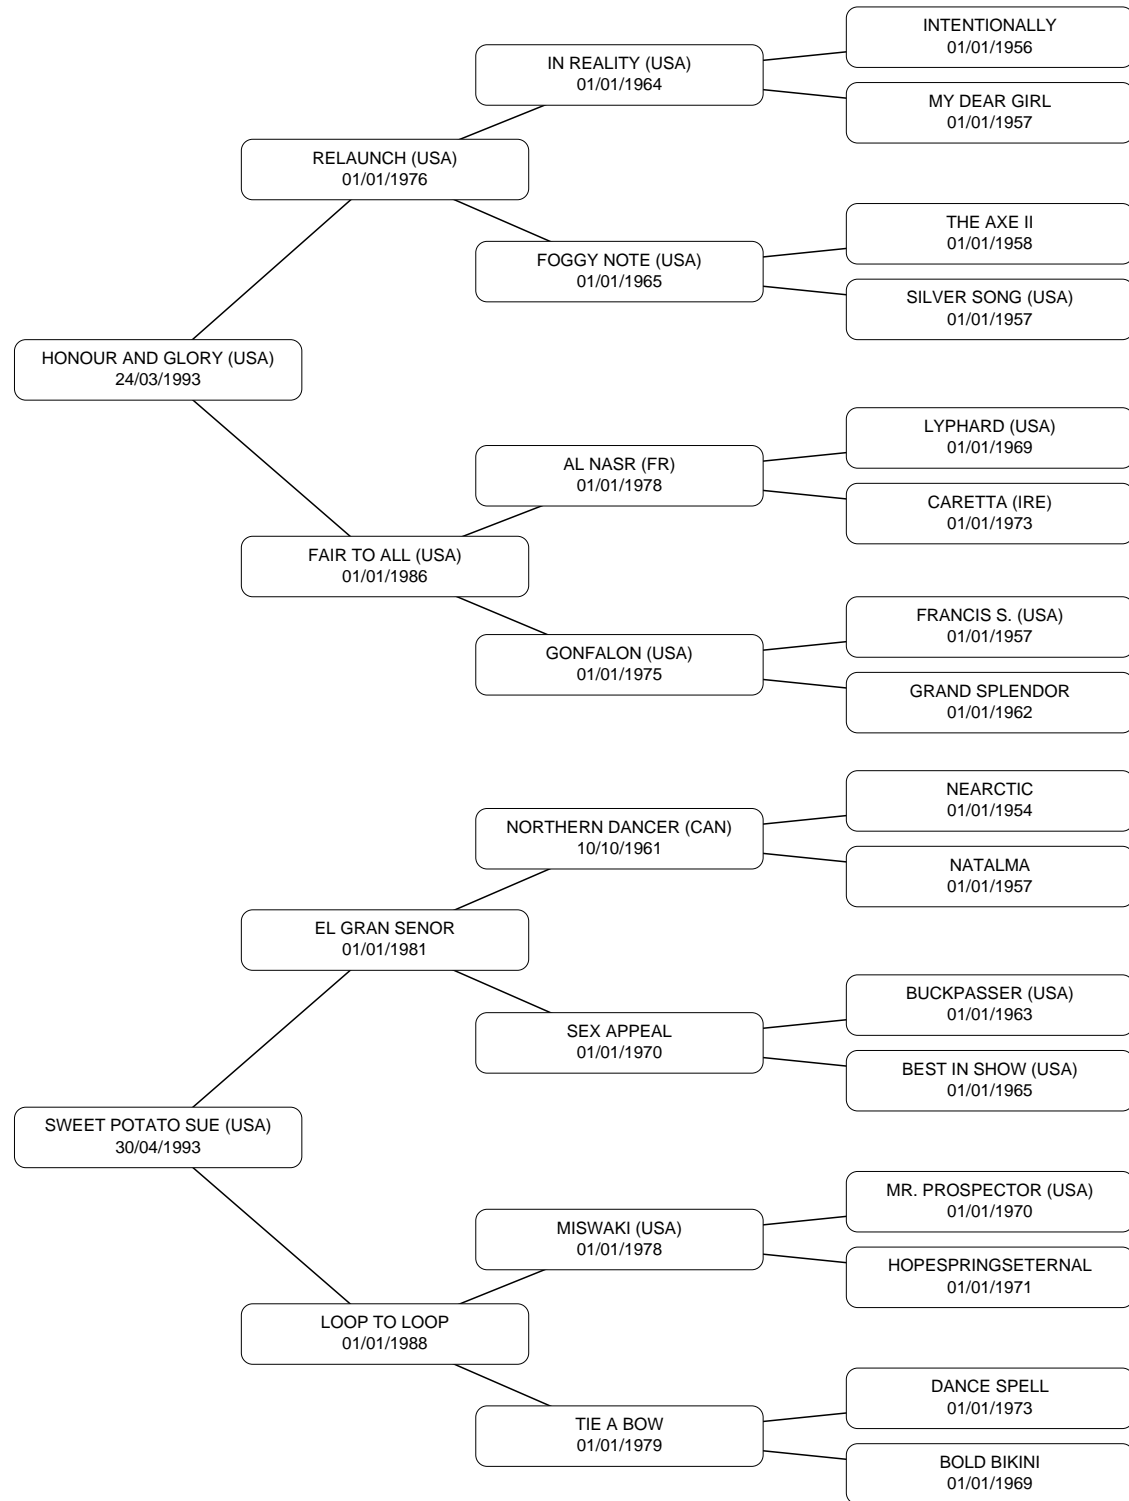 INTENTIONALLY
01/01/1956
IN REALITY (USA)
01/01/1964
MY DEAR GIRL
01/01/1957
RELAUNCH (USA)
01/01/1976
THE AXE II
01/01/1958
FOGGY NOTE (USA)
01/01/1965
SILVER SONG (USA)
01/01/1957
HONOUR AND GLORY (USA)
24/03/1993
LYPHARD (USA)
01/01/1969
AL NASR (FR)
01/01/1978
CARETTA (IRE)
01/01/1973
FAIR TO ALL (USA)
01/01/1986
FRANCIS S. (USA)
01/01/1957
GONFALON (USA)
01/01/1975
GRAND SPLENDOR
01/01/1962
NEARCTIC
01/01/1954
NORTHERN DANCER (CAN)
10/10/1961
NATALMA
01/01/1957
EL GRAN SENOR
01/01/1981
BUCKPASSER (USA)
01/01/1963
SEX APPEAL
01/01/1970
BEST IN SHOW (USA)
01/01/1965
SWEET POTATO SUE (USA)
30/04/1993
MR. PROSPECTOR (USA)
01/01/1970
MISWAKI (USA)
01/01/1978
HOPESPRINGSETERNAL
01/01/1971
LOOP TO LOOP
01/01/1988
DANCE SPELL
01/01/1973
TIE A BOW
01/01/1979
BOLD BIKINI
01/01/1969